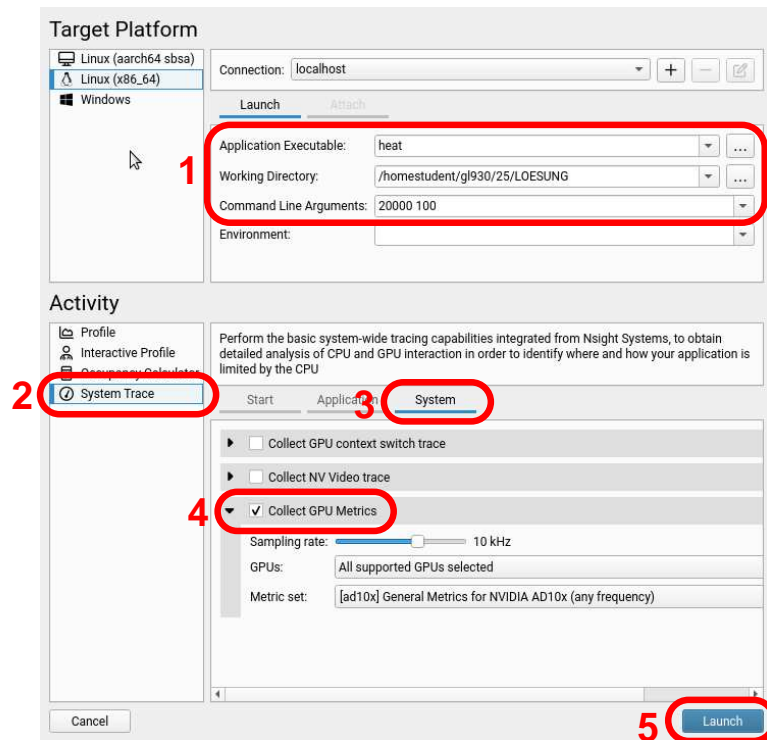 Target Platform
Linux (aarch64 sbsa)
Linux (x86_64)
Windows
Connection: localhost
Launch Attach
1
Application Executable: heat
Working Directory: /homestudent/gl930/25/LOESUNG
Command Line Arguments: 20000 100
Environment:
Activity
Profile
Interactive Profile
Occupancy Calculator
2 System Trace
Perform the basic system-wide tracing capabilities integrated from Nsight Systems, to obtain
detailed analysis of CPU and GPU interaction in order to identify where and how your application is
limited by the CPU
Start Application 3 System
Collect GPU context switch trace
Collect NV Video trace
4 Collect GPU Metrics
Sampling rate: 10 kHz
GPUs: All supported GPUs selected
Metric set: [ad10x] General Metrics for NVIDIA AD10x (any frequency)
Cancel 5 Launch